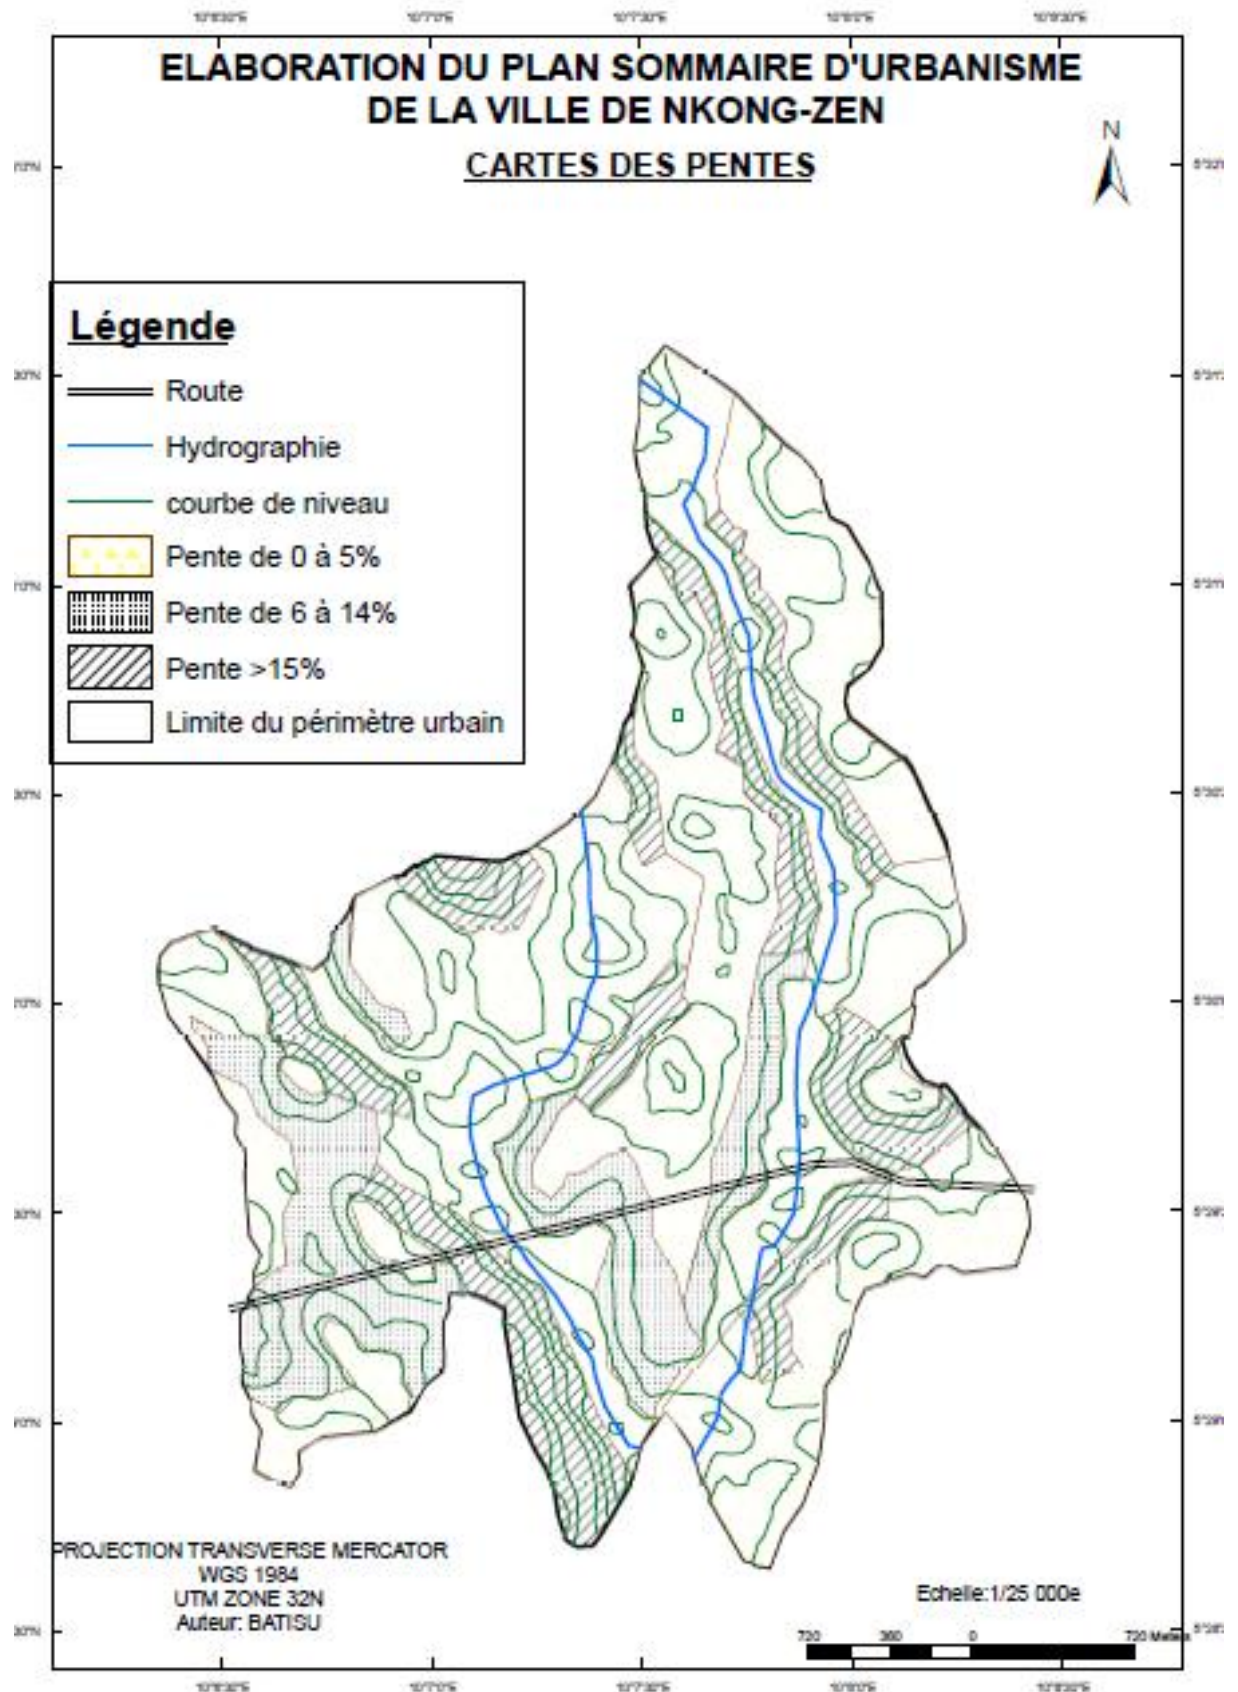 ELABORATION DU PLAN SOMMAIRE D'URBANISME
DE LA VILLE DE NKONG-ZEN
CARTES DES PENTES
N
Légende
Route
Hydrographie
courbe de niveau
Pente de 0 à 5%
Pente de 6 à 14%
Pente >15%
Limite du périmètre urbain
PROJECTION TRANSVERSE MERCATOR
WGS 1984
UTM ZONE 32N
Auteur: BATISU
Echelle:1/25 000e
720 360 0 720 Meters